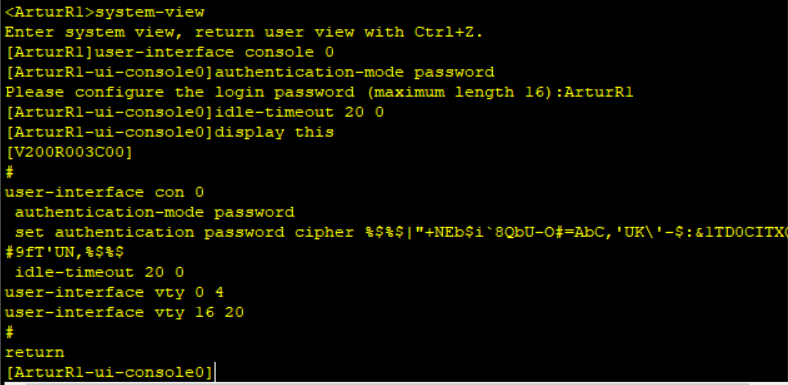 <ArturR1>system-view
Enter system view, return user view with Ctrl+Z.
[ArturR1]user-interface console 0
[ArturR1-ui-console0]authentication-mode password
Please configure the login password (maximum length 16):ArturR1
[ArturR1-ui-console0]idle-timeout 20 0
[ArturR1-ui-console0]display this
[V200R003C00]
#
user-interface con 0
 authentication-mode password
 set authentication password cipher %$%$|"+NEb$i`8QbU-O#=AbC,'UK\'-$:&1TD0CITX
#9fT'UN,%$%$
 idle-timeout 20 0
user-interface vty 0 4
user-interface vty 16 20
#
return
[ArturR1-ui-console0]